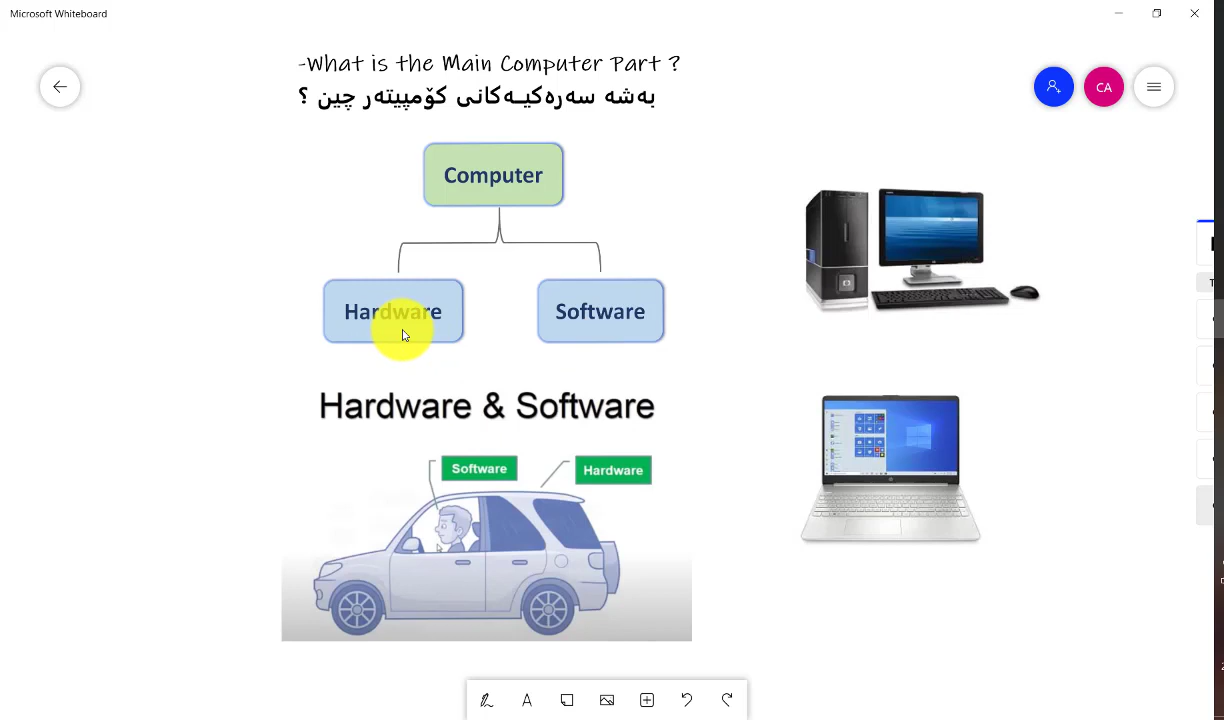 Microsoft Whiteboard
-What is the Main Computer Part ?
بەشە سەرەکیـەکانی کۆمپیتەر چین ؟
CA
Computer
Hardware
Software
Hardware & Software
Software
Hardware